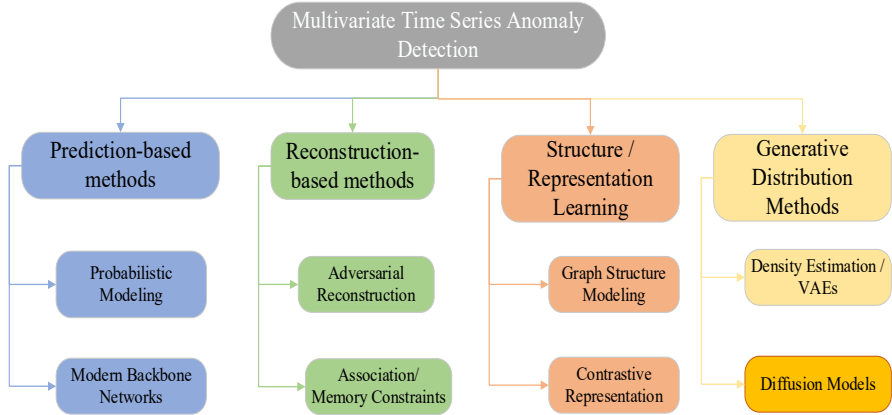 Multivariate Time Series Anomaly
Detection
Prediction-based
methods
Reconstruction-
based methods
Structure /
Representation
Learning
Generative
Distribution
Methods
Probabilistic
Modeling
Adversarial
Reconstruction
Graph Structure
Modeling
Density Estimation /
VAEs
Modern Backbone
Networks
Association/
Memory Constraints
Contrastive
Representation
Diffusion Models